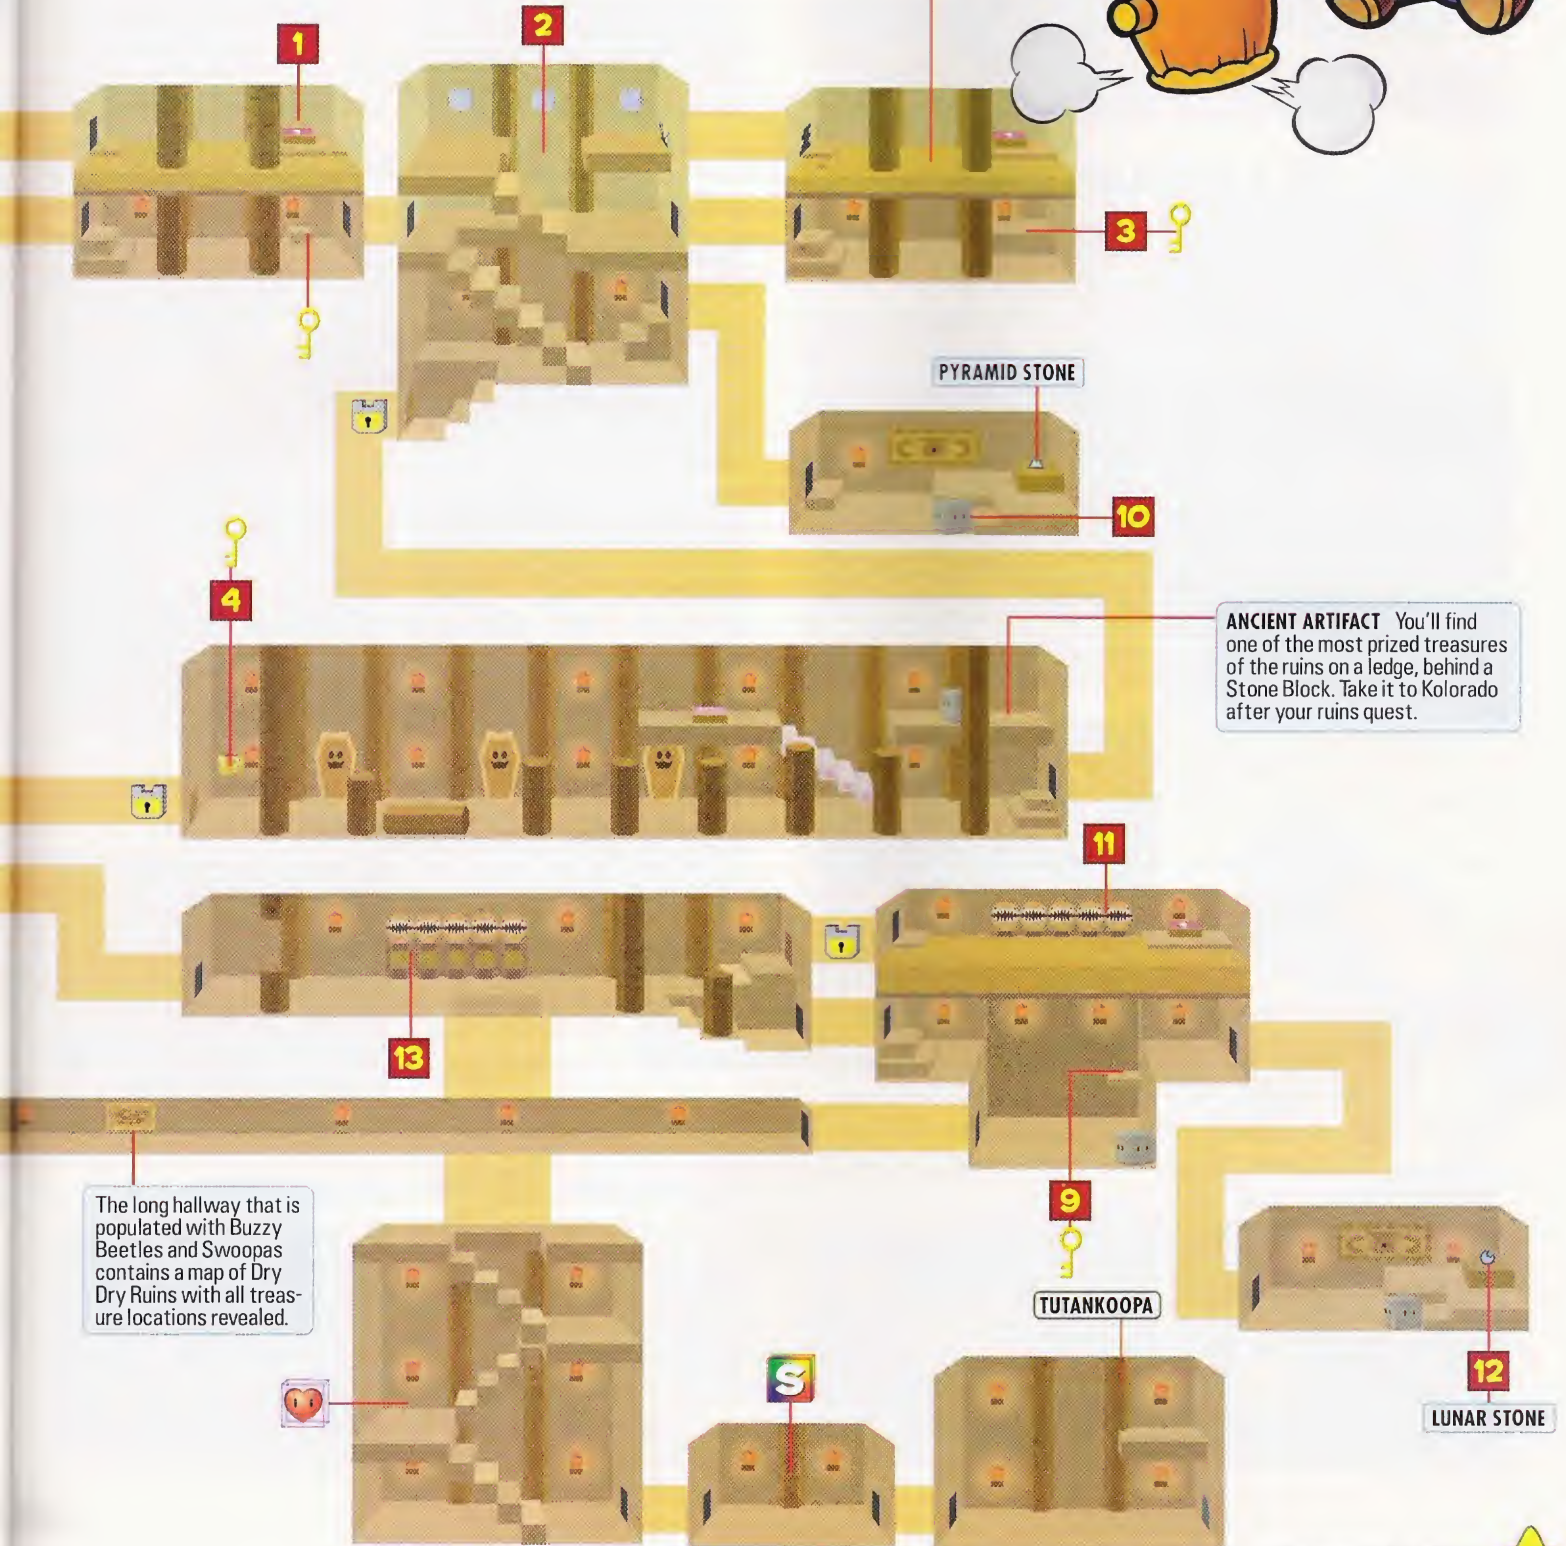 1
2
3
PYRAMID STONE
10
4
ANCIENT ARTIFACT You'll find
one of the most prized treasures
of the ruins on a ledge, behind a
Stone Block. Take it to Kolorado
after your ruins quest.
11
13
The long hallway that is
populated with Buzzy
Beetles and Swoopas
contains a map of Dry
Dry Ruins with all treas-
ure locations revealed.
9
TUTANKOOPA
S
12
LUNAR STONE